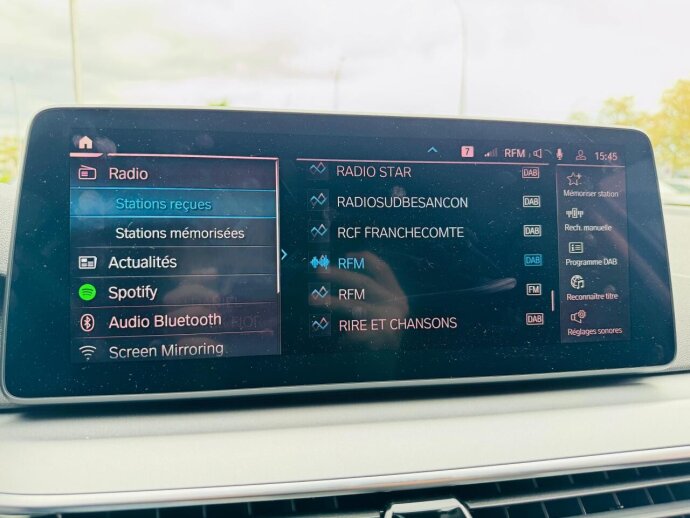 7 RFM 15:45
Radio
Stations reçues
Stations mémorisées
Actualités
Spotify
Audio Bluetooth
Screen Mirroring
RADIO STAR DAB
RADIOSUDBESANCON DAB
RCF FRANCHECOMTE DAB
RFM DAB
RFM FM
RIRE ET CHANSONS DAB
Mémoriser station
Rech. manuelle
Programme DAB
Reconnaître titre
Réglages sonores